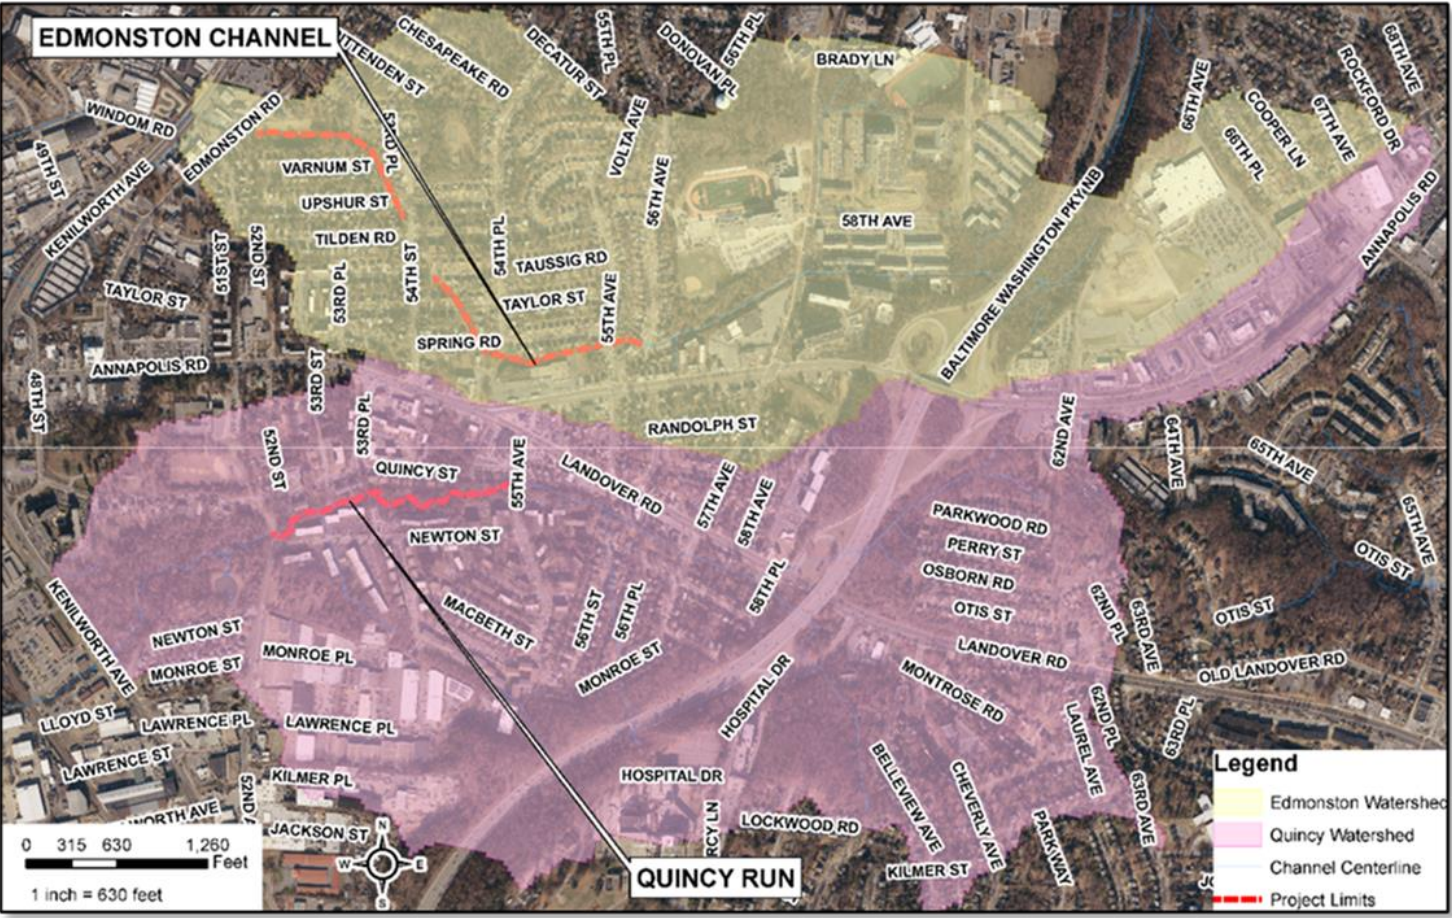 EDMONSTON CHANNEL
CHESAPEAKE RD
DECATUR ST
55TH PL
DONOVAN PL
56TH PL
BRADY LN
66TH AVE
COOPER LN
66TH PL
67TH AVE
ROCKFORD DR
68TH AVE
WINDOM RD
EDMONSTON RD
53RD PL
VOLTA AVE
49TH ST
KENILWORTH AVE
VARNUM ST
UPSHUR ST
TILDEN RD
56TH AVE
58TH AVE
BALTIMORE WASHINGTON PKY NB
ANNAPOLIS RD
51ST ST
52ND ST
53RD PL
54TH ST
54TH PL
TAUSSIG RD
TAYLOR ST
TAYLOR ST
55TH AVE
SPRING RD
ANNAPOLIS RD
48TH ST
53RD ST
53RD PL
RANDOLPH ST
62ND AVE
64TH AVE
65TH AVE
65TH AVE
52ND ST
QUINCY ST
55TH AVE
LANDOVER RD
57TH AVE
58TH AVE
NEWTON ST
PARKWOOD RD
PERRY ST
OSBORN RD
OTIS ST
OTIS ST
OTIS ST
KENILWORTH AVE
MACBETH ST
56TH ST
56TH PL
58TH PL
62ND PL
63RD AVE
NEWTON ST
MONROE ST
MONROE PL
MONROE ST
LANDOVER RD
OLD LANDOVER RD
MONTROSE RD
HOSPITAL DR
LLOYD ST
LAWRENCE PL
LAWRENCE PL
LAWRENCE ST
62ND PL
LAUREL AVE
63RD PL
KILMER PL
HOSPITAL DR
BELLEVIEW AVE
CHEVERLY AVE
63RD AVE
JACKSON ST
LOCKWOOD RD
PARKWAY
KILMER ST
QUINCY RUN
Legend
Edmonston Watershed
Quincy Watershed
Channel Centerline
Project Limits
0 315 630 1,260
Feet
1 inch = 630 feet
N
W E
S